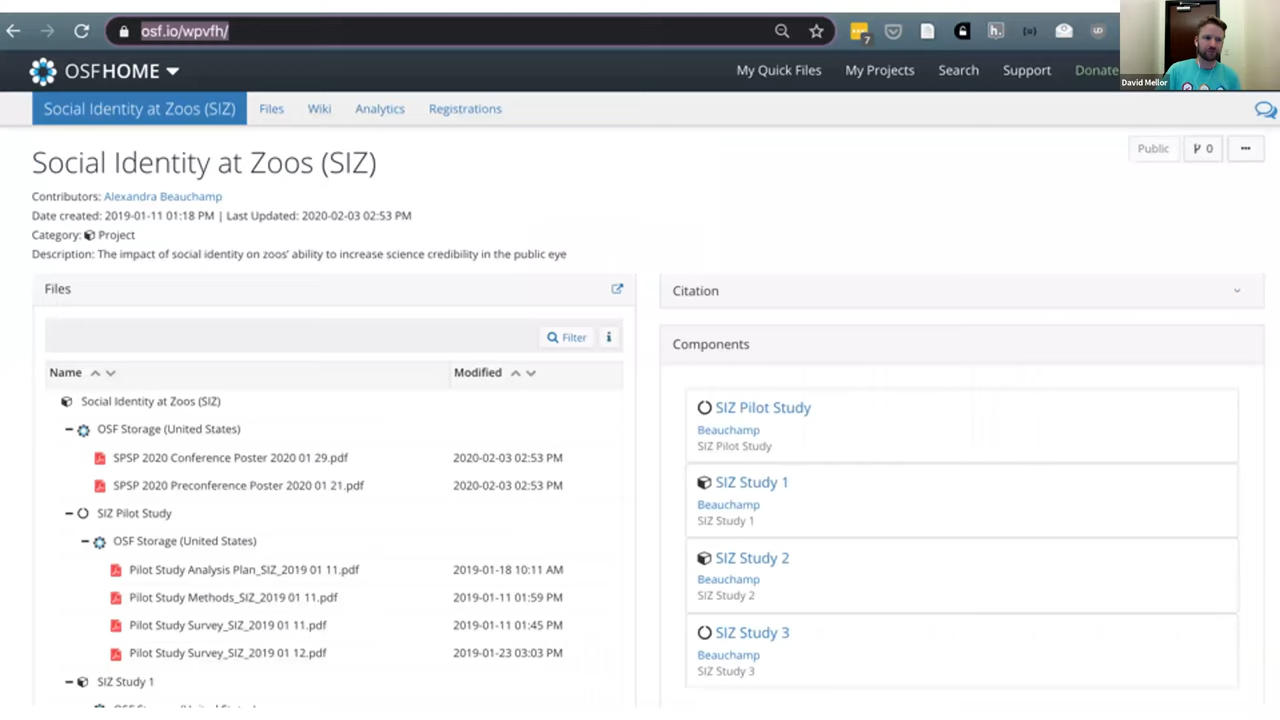 osf.io/wpvfh/
7
h.
UD
David Mellor
OSFHOME
My Quick Files
My Projects
Search
Support
Donate
Social Identity at Zoos (SIZ)
Files
Wiki
Analytics
Registrations
Social Identity at Zoos (SIZ)
Public
0
Contributors: Alexandra Beauchamp
Date created: 2019-01-11 01:18 PM | Last Updated: 2020-02-03 02:53 PM
Category: Project
Description: The impact of social identity on zoos' ability to increase science credibility in the public eye
Files
Filter
Name
Modified
Social Identity at Zoos (SIZ)
OSF Storage (United States)
SPSP 2020 Conference Poster 2020 01 29.pdf 2020-02-03 02:53 PM
SPSP 2020 Preconference Poster 2020 01 21.pdf 2020-02-03 02:53 PM
SIZ Pilot Study
OSF Storage (United States)
Pilot Study Analysis Plan_SIZ_2019 01 11.pdf 2019-01-18 10:11 AM
Pilot Study Methods_SIZ_2019 01 11.pdf 2019-01-11 01:59 PM
Pilot Study Survey_SIZ_2019 01 11.pdf 2019-01-11 01:45 PM
Pilot Study Survey_SIZ_2019 01 12.pdf 2019-01-23 03:03 PM
SIZ Study 1
Citation
Components
SIZ Pilot Study
Beauchamp
SIZ Pilot Study
SIZ Study 1
Beauchamp
SIZ Study 1
SIZ Study 2
Beauchamp
SIZ Study 2
SIZ Study 3
Beauchamp
SIZ Study 3